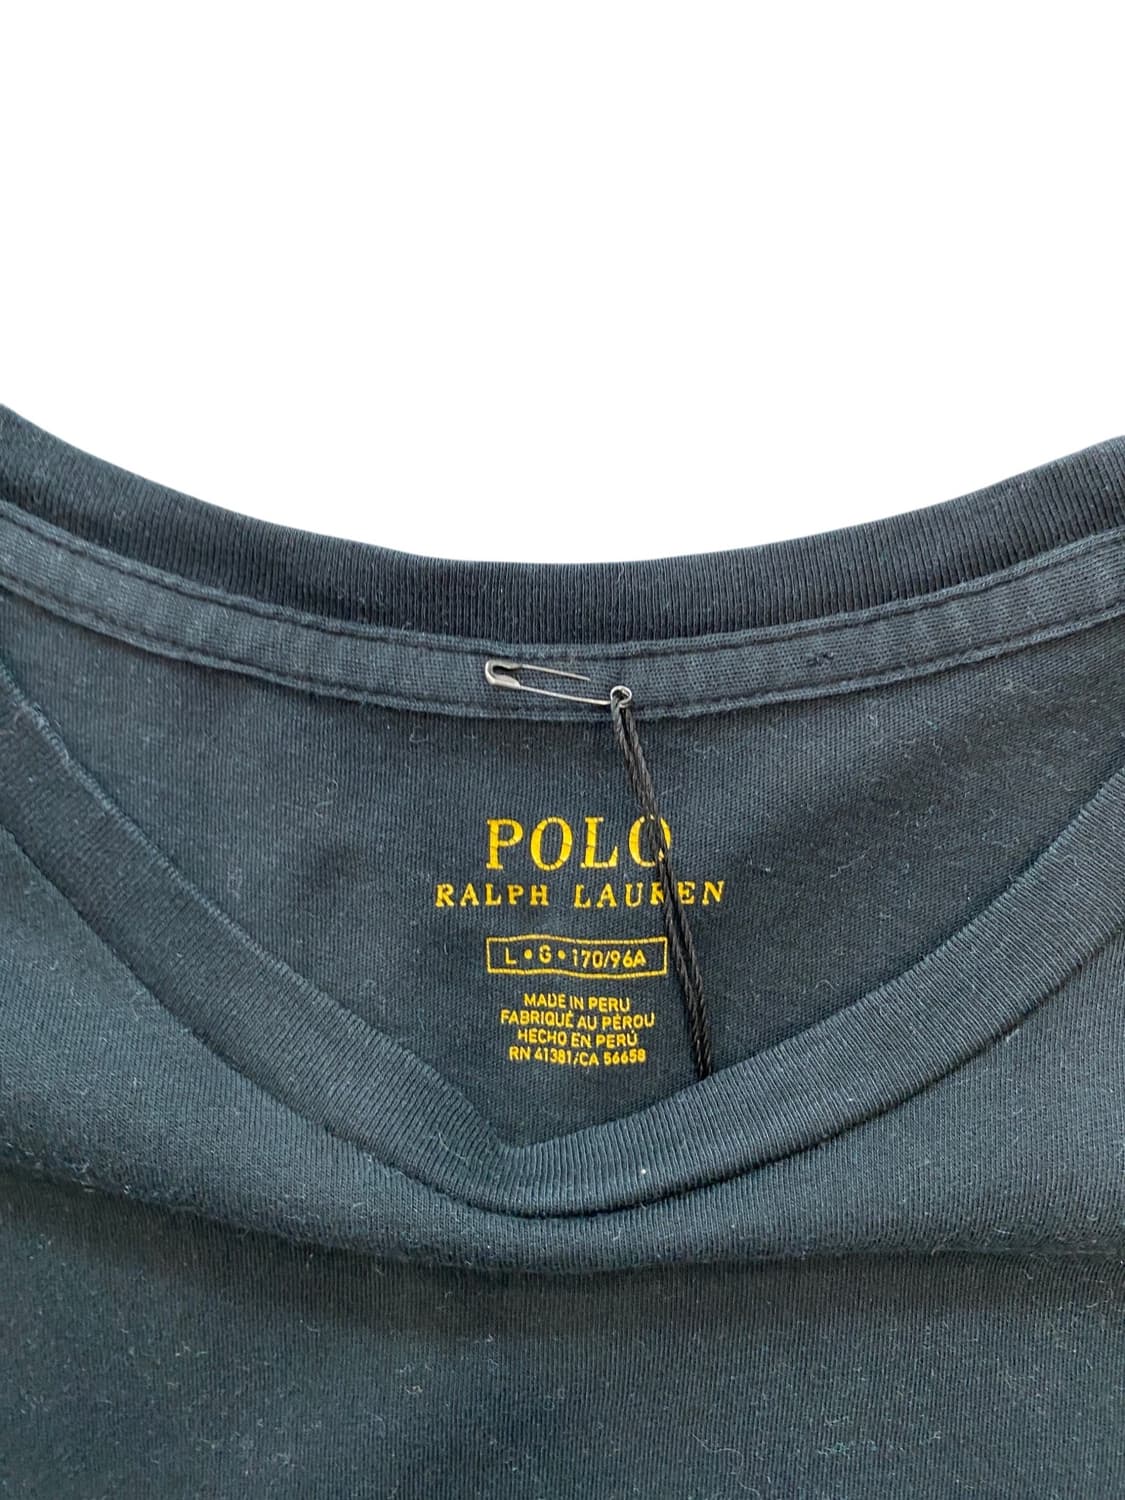 POLO
RALPH LAUREN
L • G • 170/96A
MADE IN PERU
FABRIQUÉ AU PÉROU
HECHO EN PERÚ
RN 41381/CA 56658